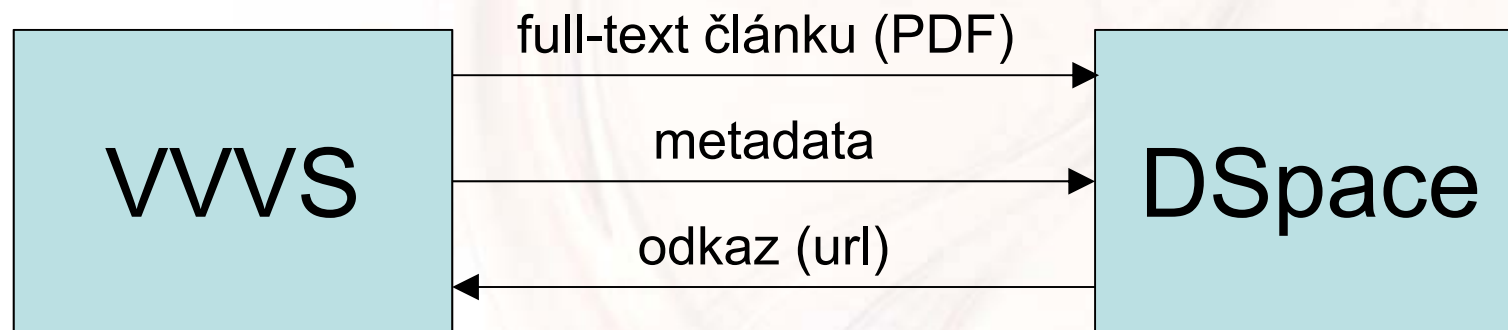 full-text článku (PDF)
metadata
VVVS
DSpace
odkaz (url)